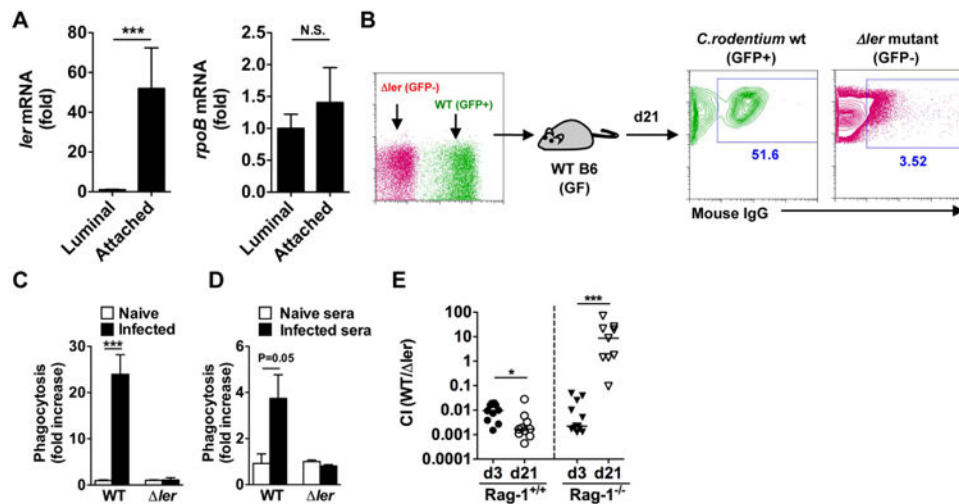 A
***
ler mRNA
(fold)
80
60
40
20
0
Luminal
Attached
N.S.
rpoB mRNA
(fold)
2.5
2.0
1.5
1.0
0.5
0.0
Luminal
Attached
B
Δler (GFP-)
WT (GFP+)
WT B6
(GF)
d21
C.rodentium wt
(GFP+)
Δler mutant
(GFP-)
51.6
3.52
Mouse IgG
C
Naive
Infected
***
Phagocytosis
(fold increase)
30
20
10
0
WT
Δler
D
Naive sera
Infected sera
P=0.05
Phagocytosis
(fold increase)
6
4
2
0
WT
Δler
E
CI (WT/Δler)
100
10
1
0.1
0.01
0.001
0.0001
*
***
d3 d21 d3 d21
Rag-1+/+ Rag-1-/-